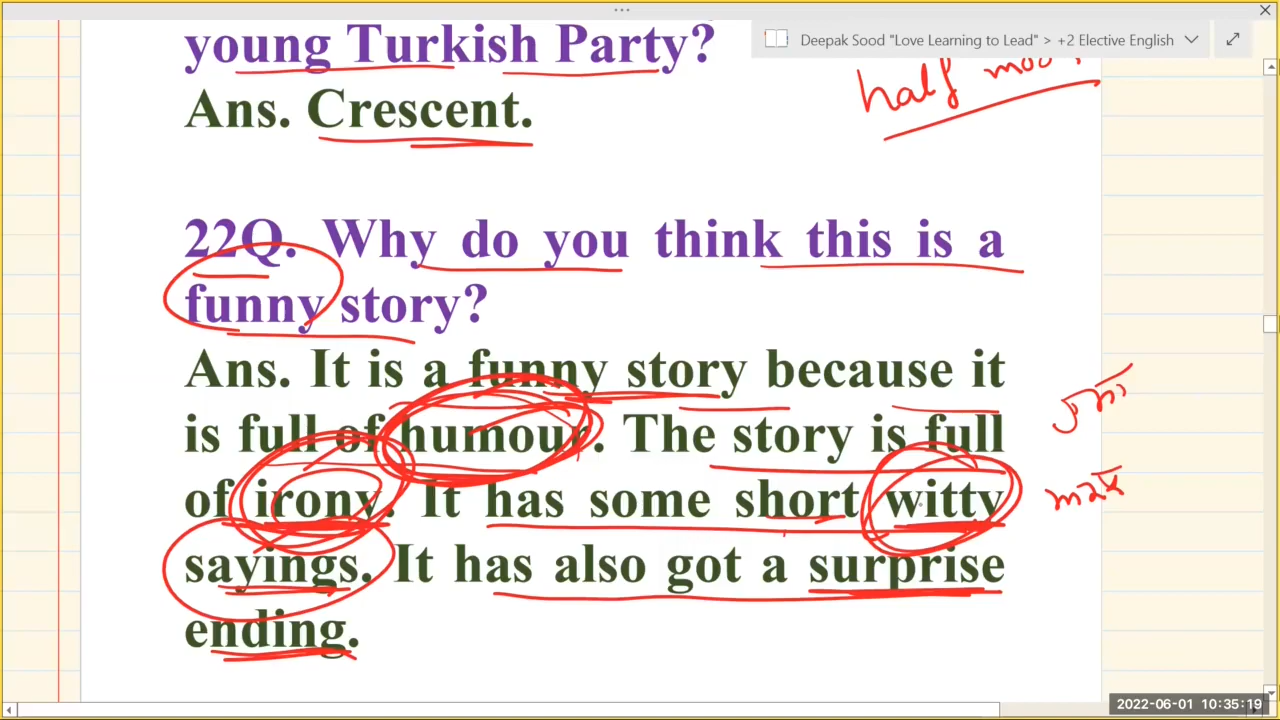 Deepak Sood "Love Learning to Lead" > +2 Elective English
young Turkish Party?
half moo
Ans. Crescent.
22Q. Why do you think this is a
funny story?
Ans. It is a funny story because it
is full of humour. The story is full
of irony. It has some short witty
sayings. It has also got a surprise
ending.
2022-06-01 10:35:19